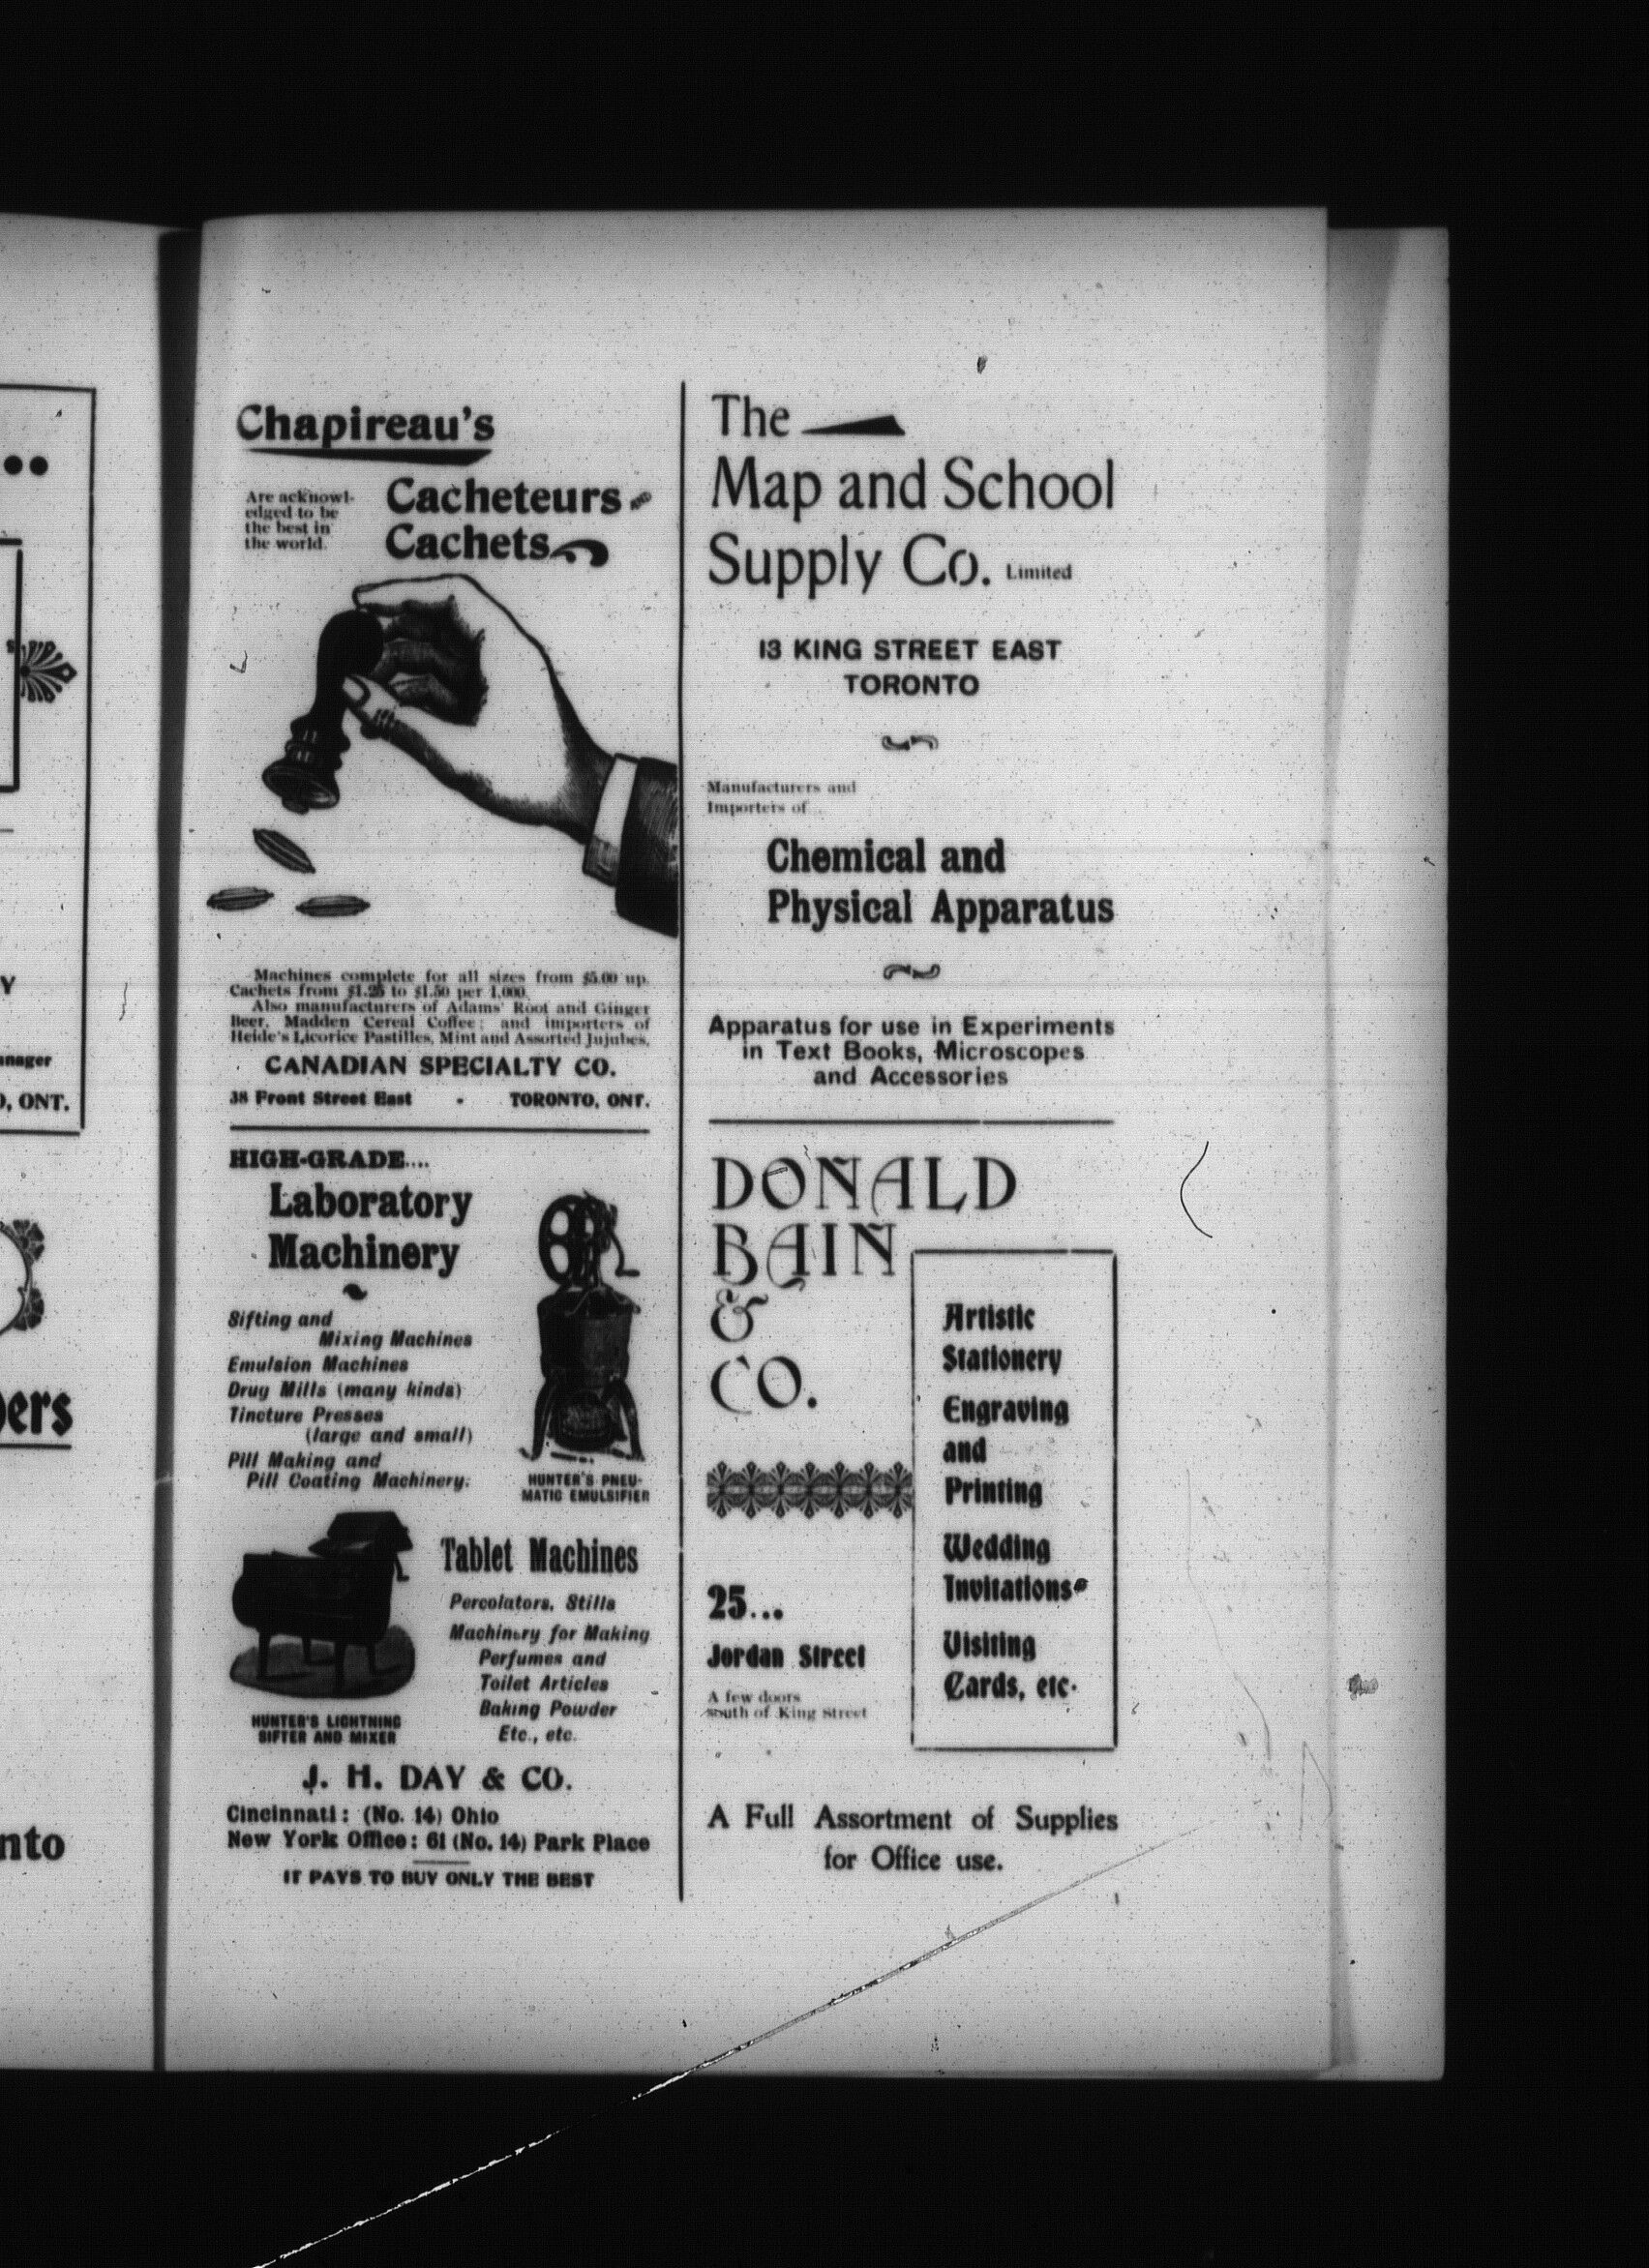 Y
anager
O, ONT.
pers
nto
Chapireau's
Are acknowl-
edged to be
the best in
the world.
Cacheteurs AND
Cachets
Machines complete for all sizes from $5.00 up.
Cachets from $1.25 to $1.50 per 1,000.
Also manufacturers of Adams' Root and Ginger
Beer, Madden Cereal Coffee; and importers of
Heide's Licorice Pastilles, Mint and Assorted Jujubes,
CANADIAN SPECIALTY CO.
38 Front Street East - TORONTO, ONT.
HIGH-GRADE....
Laboratory
Machinery
Sifting and
Mixing Machines
Emulsion Machines
Drug Mills (many kinds)
Tincture Presses
(large and small)
Pill Making and
Pill Coating Machinery.
HUNTER'S PNEU-
MATIC EMULSIFIER
Tablet Machines
Percolators, Stills
Machinery for Making
Perfumes and
Toilet Articles
Baking Powder
Etc., etc.
HUNTER'S LIGHTNING
SIFTER AND MIXER
J. H. DAY & CO.
Cincinnati: (No. 14) Ohio
New York Office: 61 (No. 14) Park Place
IT PAYS TO BUY ONLY THE BEST
The
Map and School
Supply Co. Limited
13 KING STREET EAST
TORONTO
Manufacturers and
Importers of ...
Chemical and
Physical Apparatus
Apparatus for use in Experiments
in Text Books, Microscopes
and Accessories
DONALD
BAIN
&
CO.
25...
Jordan Street
A few doors
south of King Street
Artistic
Stationery
Engraving
and
Printing
Wedding
Invitations
Visiting
Cards, etc.
A Full Assortment of Supplies
for Office use.